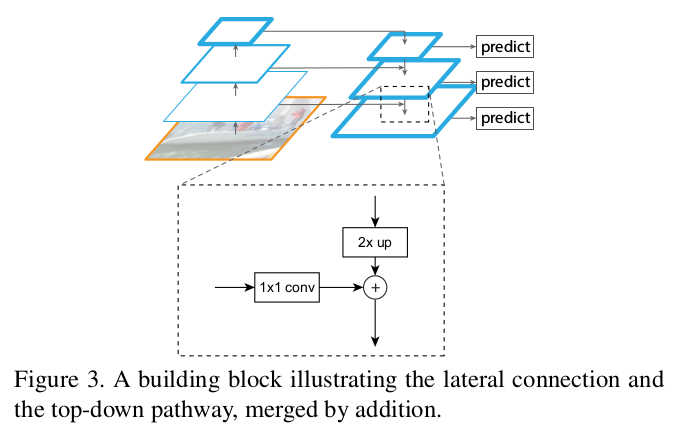 predict
predict
predict
2x up
1x1 conv
+
Figure 3. A building block illustrating the lateral connection and
the top-down pathway, merged by addition.